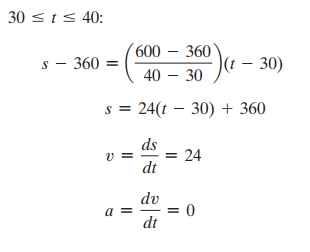 30 ≤ t ≤ 40:
s − 360 = (600 − 360 / 40 − 30)(t − 30)
s = 24(t − 30) + 360
v = ds/dt = 24
a = dv/dt = 0